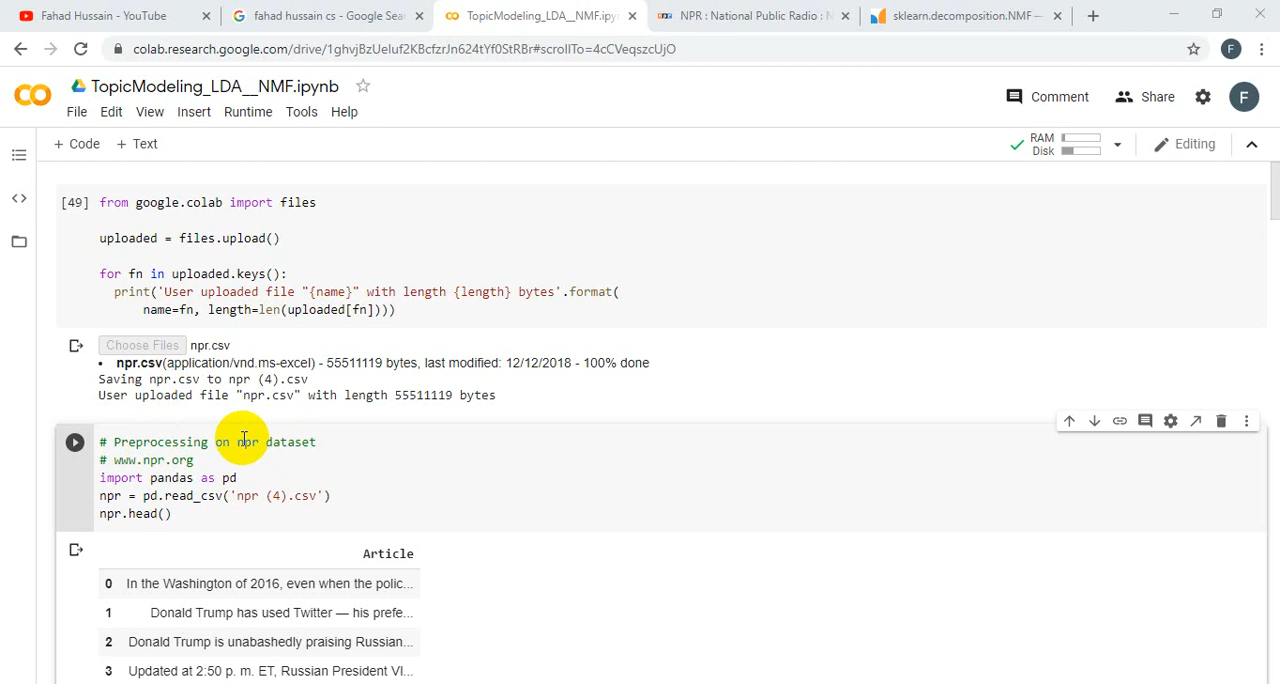 Fahad Hussain - YouTube
fahad hussain cs - Google Sea
TopicModeling_LDA__NMF.ipyn
NPR : National Public Radio : N
sklearn.decomposition.NMF —
colab.research.google.com/drive/1ghvjBzUeluf2KBcfzrJn624tYf0StRBr#scrollTo=4cCVeqszcUjO
F
CO
TopicModeling_LDA__NMF.ipynb
Comment
Share
F
File Edit View Insert Runtime Tools Help
+ Code + Text
RAM
Disk
Editing
[49] from google.colab import files
uploaded = files.upload()
for fn in uploaded.keys():
print('User uploaded file "{name}" with length {length} bytes'.format(
name=fn, length=len(uploaded[fn])))
Choose Files npr.csv
• npr.csv(application/vnd.ms-excel) - 55511119 bytes, last modified: 12/12/2018 - 100% done
Saving npr.csv to npr (4).csv
User uploaded file "npr.csv" with length 55511119 bytes
# Preprocessing on npr dataset
# www.npr.org
import pandas as pd
npr = pd.read_csv('npr (4).csv')
npr.head()
Article
0 In the Washington of 2016, even when the polic...
1 Donald Trump has used Twitter — his prefe...
2 Donald Trump is unabashedly praising Russian...
3 Updated at 2:50 p. m. ET, Russian President Vl...